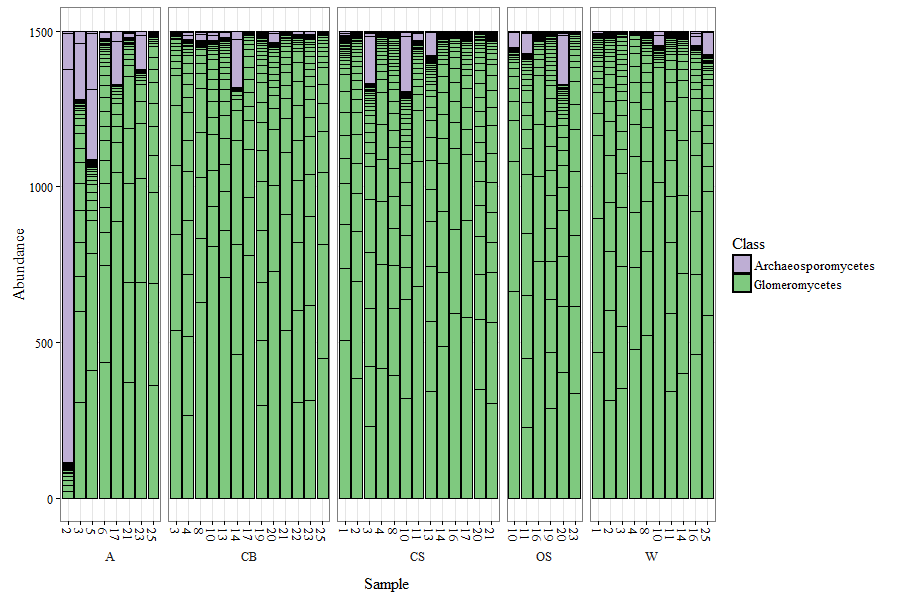 1500
1000
500
0
Abundance
2 3 5 6 17 21 23 25
3 4 8 10 13 14 17 19 20 21 22 23 25
1 2 3 4 8 10 11 13 14 16 17 20 21
10 11 16 19 20 23
1 2 3 4 8 10 11 14 16 25
A
CB
CS
OS
W
Sample
Class
Archaeosporomycetes
Glomeromycetes